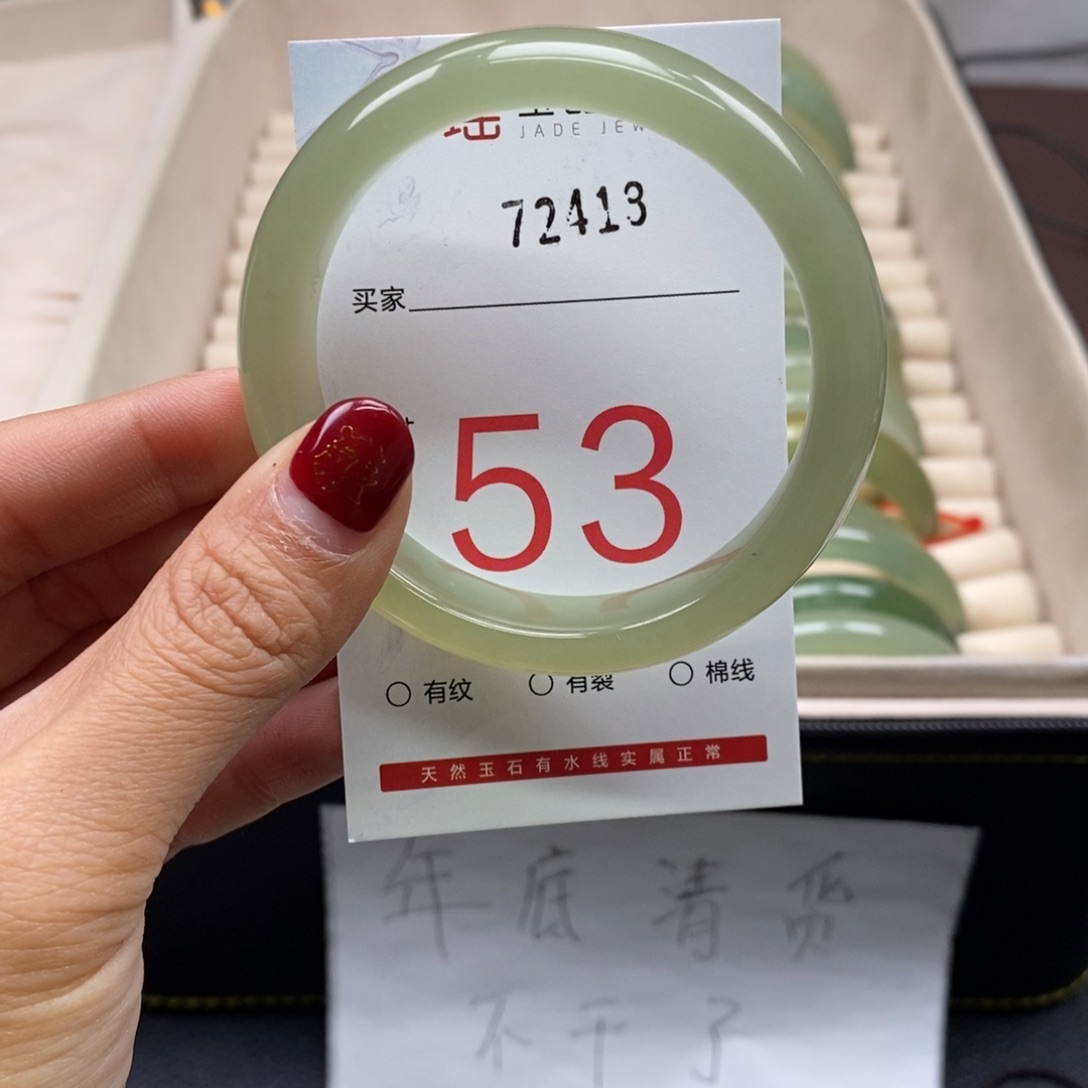 JADE JEW
72413
买家
53
有纹 有裂 棉线
天然玉石有水线实属正常
年底清货
不干了